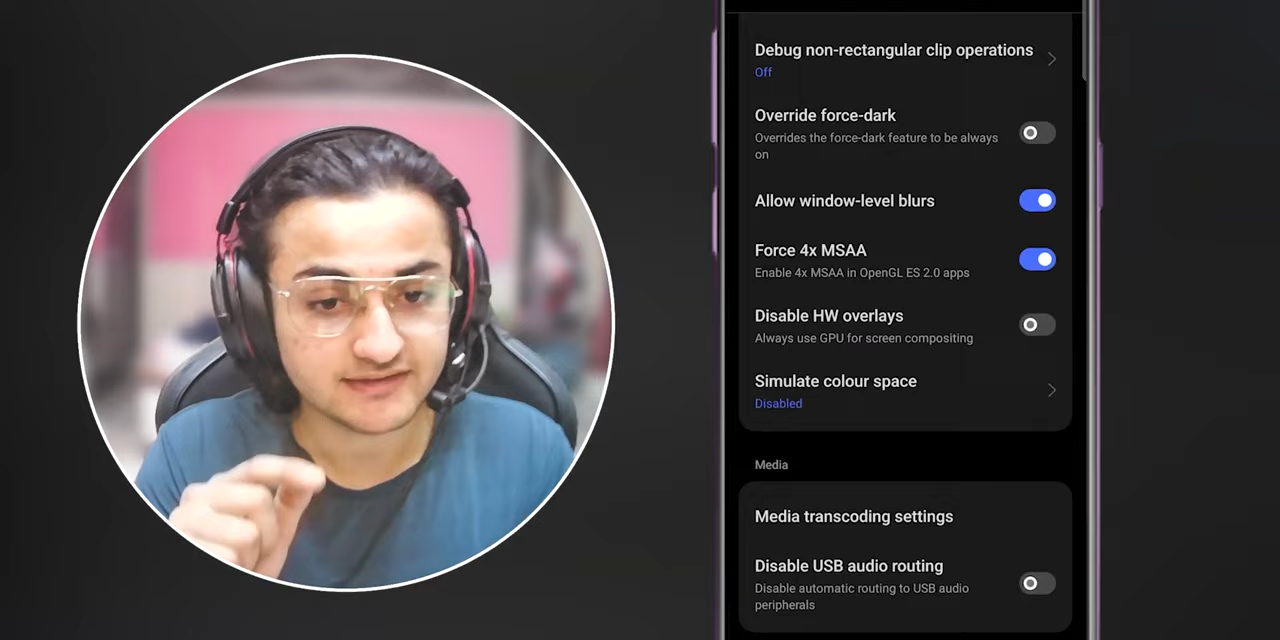 Debug non-rectangular clip operations
Off
Override force-dark
Overrides the force-dark feature to be always
on
Allow window-level blurs
Force 4x MSAA
Enable 4x MSAA in OpenGL ES 2.0 apps
Disable HW overlays
Always use GPU for screen compositing
Simulate colour space
Disabled
Media
Media transcoding settings
Disable USB audio routing
Disable automatic routing to USB audio
peripherals